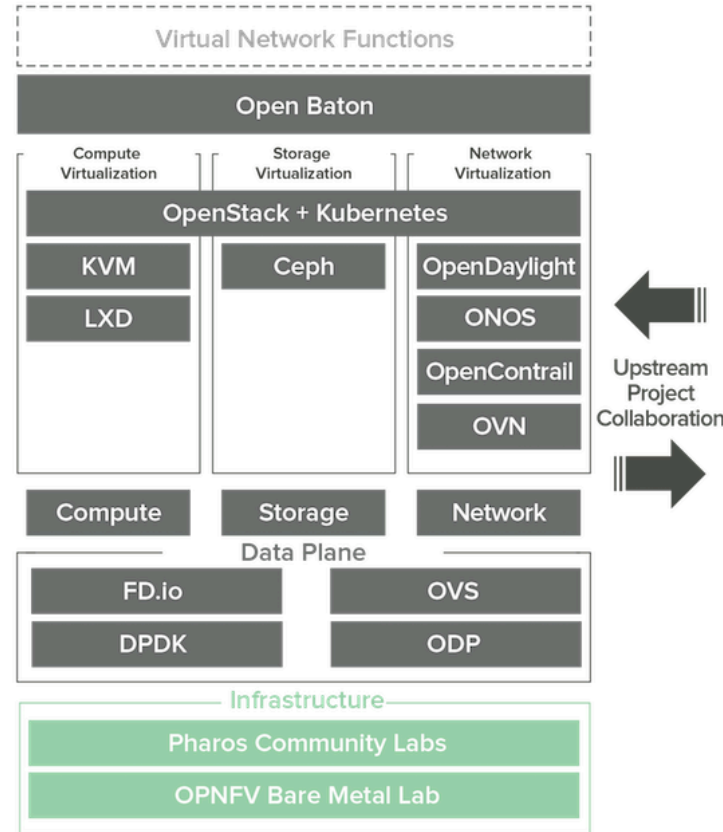 Virtual Network Functions
Open Baton
Compute
Virtualization
Storage
Virtualization
Network
Virtualization
OpenStack + Kubernetes
KVM
Ceph
OpenDaylight
LXD
ONOS
OpenContrail
OVN
Upstream
Project
Collaboration
Compute
Storage
Network
Data Plane
FD.io
OVS
DPDK
ODP
Infrastructure
Pharos Community Labs
OPNFV Bare Metal Lab